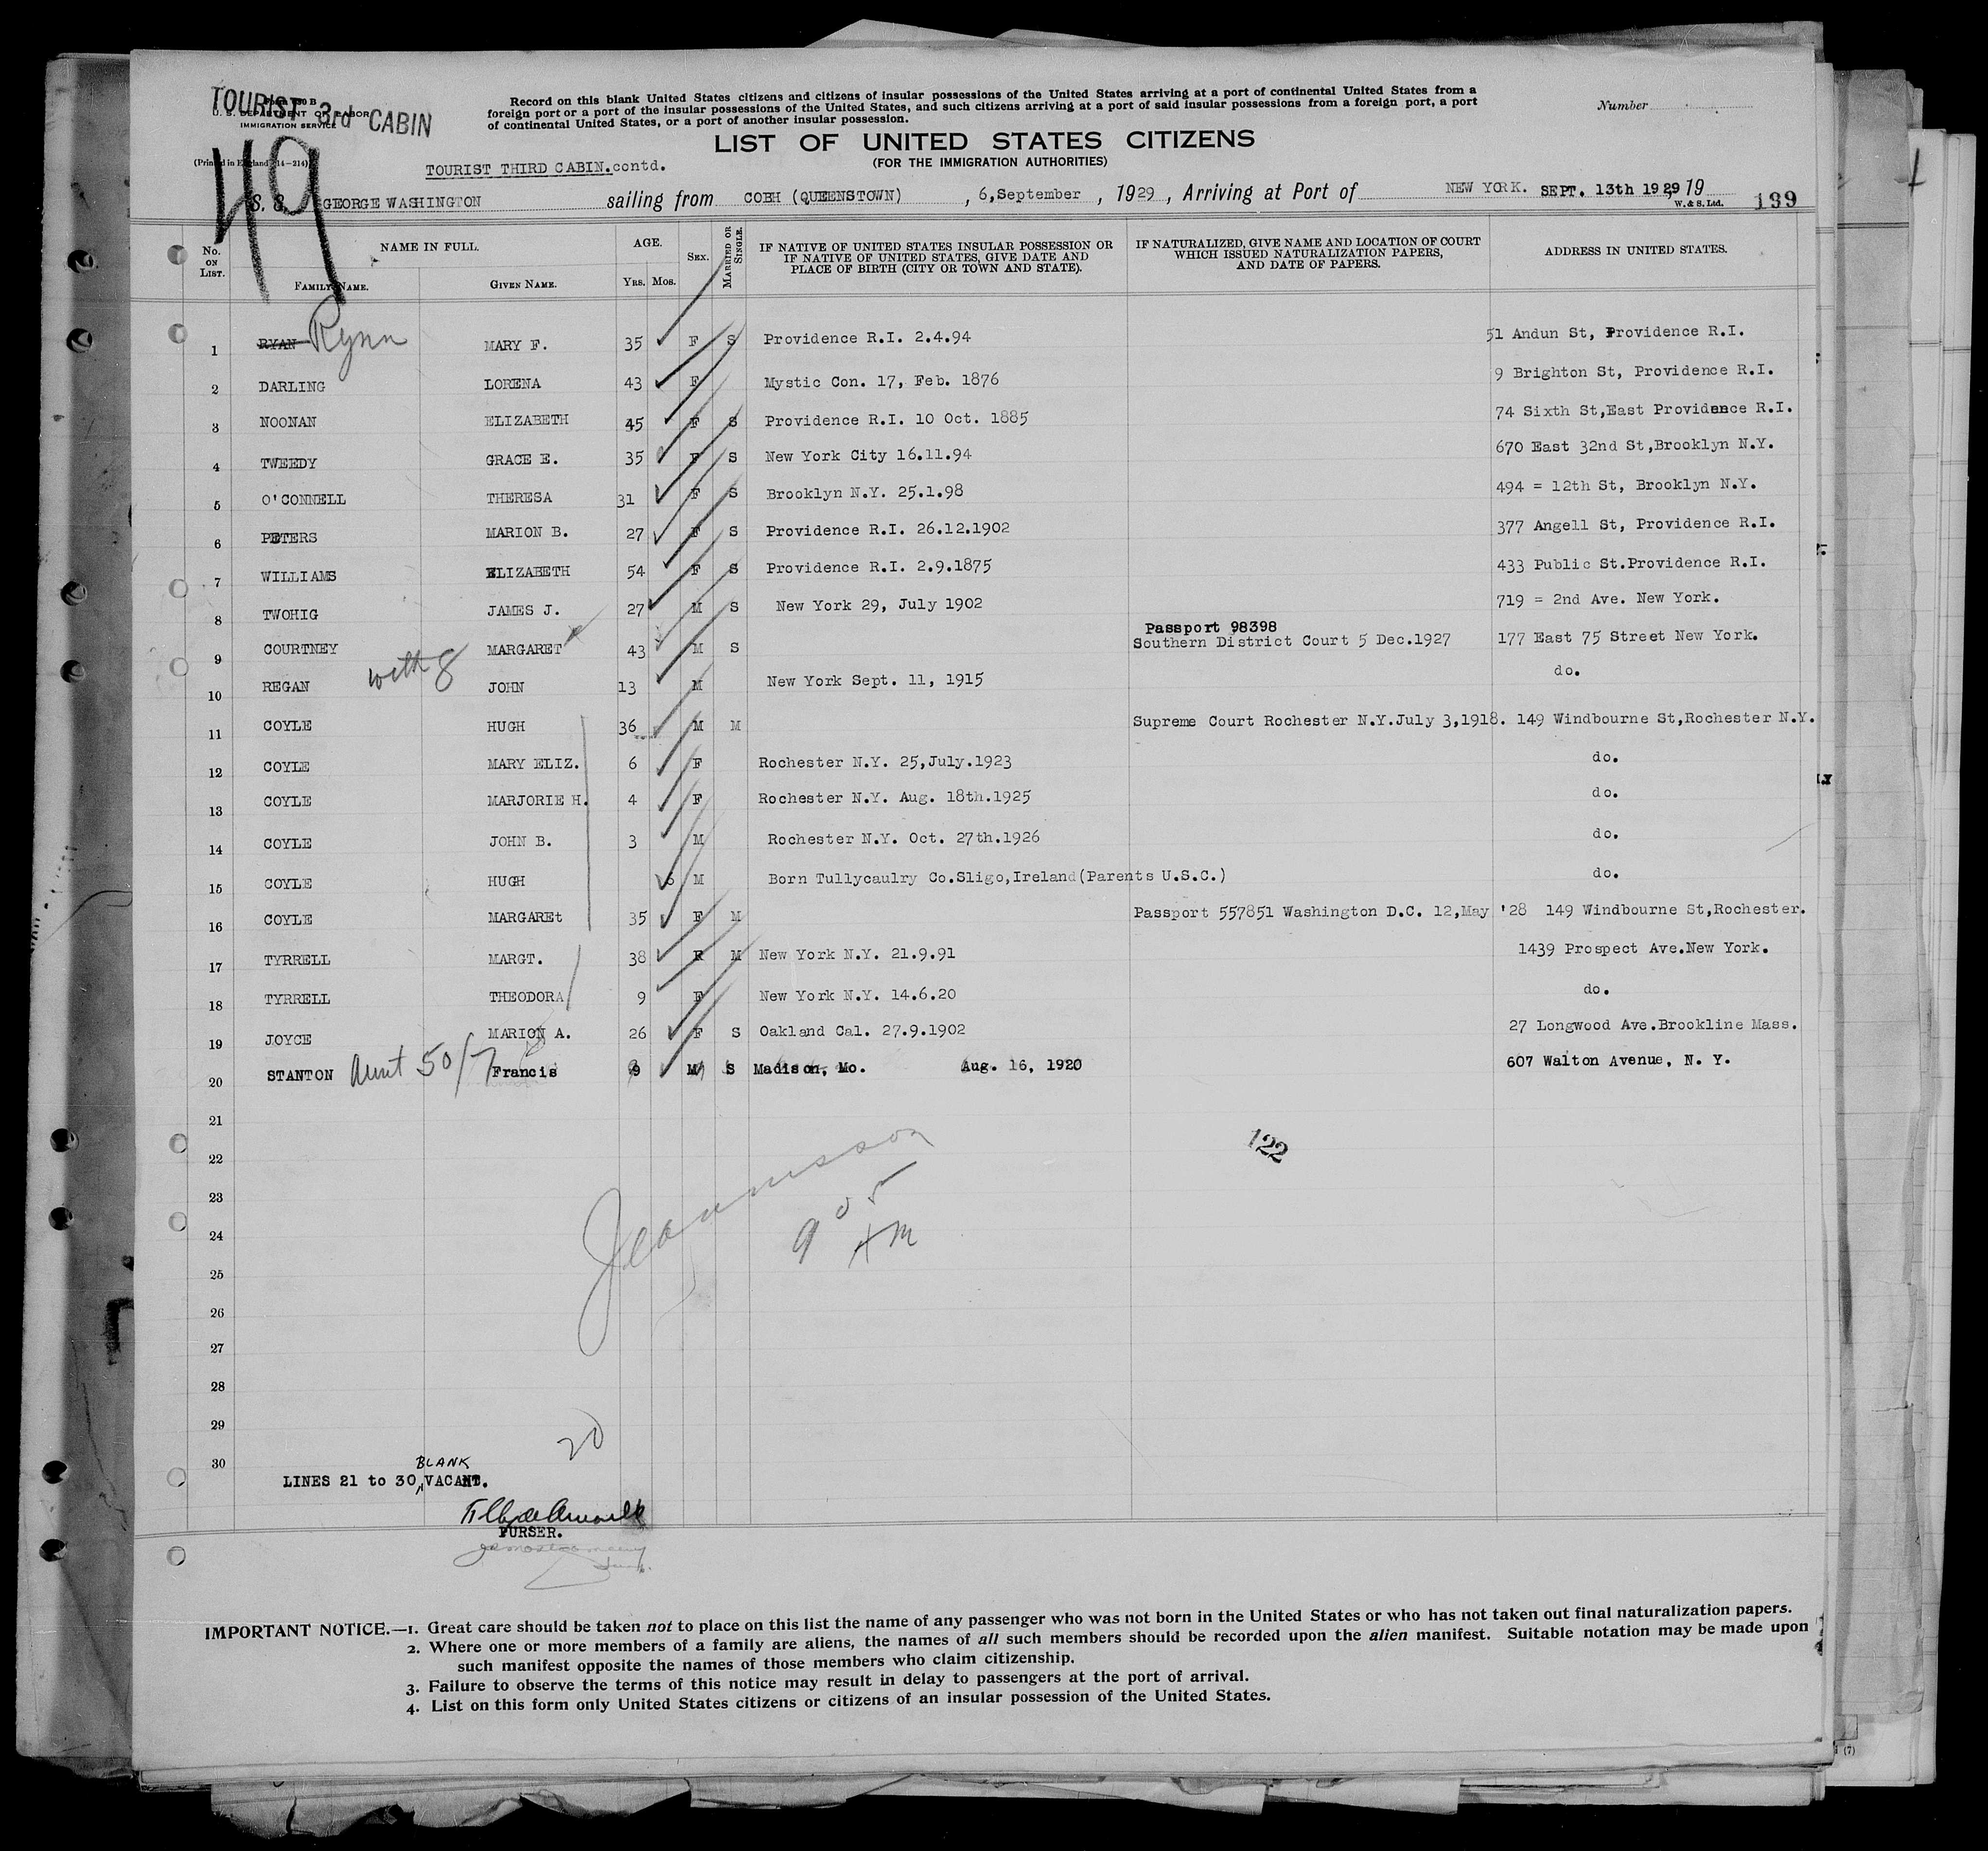 TOURIST 3rd CABIN
U. S. DEPARTMENT OF LABOR
IMMIGRATION SERVICE
Record on this blank United States citizens and citizens of insular possessions of the United States arriving at a port of continental United States from a
foreign port or a port of the insular possessions of the United States, and such citizens arriving at a port of said insular possessions from a foreign port, a port
of continental United States, or a port of another insular possession.
Number
49
LIST OF UNITED STATES CITIZENS
(FOR THE IMMIGRATION AUTHORITIES)
TOURIST THIRD CABIN.contd.
S. S. GEORGE WASHINGTON sailing from COBH (QUEENSTOWN) , 6,September , 1929 , Arriving at Port of NEW YORK. SEPT. 13th 1929, 19
W. & S. Ltd. 199
No. ON LIST. NAME IN FULL. FAMILY NAME. GIVEN NAME. AGE. YRS. MOS. SEX. MARRIED OR SINGLE. IF NATIVE OF UNITED STATES INSULAR POSSESSION OR IF NATIVE OF UNITED STATES, GIVE DATE AND PLACE OF BIRTH (CITY OR TOWN AND STATE). IF NATURALIZED, GIVE NAME AND LOCATION OF COURT WHICH ISSUED NATURALIZATION PAPERS, AND DATE OF PAPERS. ADDRESS IN UNITED STATES.
1 RYAN Rynn MARY F. 35 F S Providence R.I. 2.4.94 51 Andun St, Providence R.I.
2 DARLING LORENA 43 F Mystic Con. 17, Feb. 1876 9 Brighton St, Providence R.I.
3 NOONAN ELIZABETH 45 F S Providence R.I. 10 Oct. 1885 74 Sixth St,East Providence R.I.
4 TWEEDY GRACE E. 35 F S New York City 16.11.94 670 East 32nd St,Brooklyn N.Y.
5 O'CONNELL THERESA 31 F S Brooklyn N.Y. 25.1.98 494 = 12th St, Brooklyn N.Y.
6 PETERS MARION B. 27 F S Providence R.I. 26.12.1902 377 Angell St, Providence R.I.
7 WILLIAMS ELIZABETH 54 F S Providence R.I. 2.9.1875 433 Public St.Providence R.I.
8 TWOHIG JAMES J. 27 M S New York 29, July 1902 719 = 2nd Ave. New York.
Passport 98398
9 COURTNEY MARGARET 43 M S Southern District Court 5 Dec.1927 177 East 75 Street New York.
10 REGAN with 8 JOHN 13 M New York Sept. 11, 1915 do.
11 COYLE HUGH 36 M M Supreme Court Rochester N.Y.July 3,1918. 149 Windbourne St,Rochester N.Y.
12 COYLE MARY ELIZ. 6 F Rochester N.Y. 25,July.1923 do.
13 COYLE MARJORIE H. 4 F Rochester N.Y. Aug. 18th.1925 do.
14 COYLE JOHN B. 3 M Rochester N.Y. Oct. 27th.1926 do.
15 COYLE HUGH 6 M Born Tullycaulry Co.Sligo,Ireland(Parents U.S.C.) do.
16 COYLE MARGAREt 35 F M Passport 557851 Washington D.C. 12,May '28 149 Windbourne St,Rochester.
17 TYRRELL MARGT. 38 F M New York N.Y. 21.9.91 1439 Prospect Ave.New York.
18 TYRRELL THEODORA 9 F New York N.Y. 14.6.20 do.
19 JOYCE MARION A. 26 F S Oakland Cal. 27.9.1902 27 Longwood Ave.Brookline Mass.
20 STANTON Aunt 50/7 Francis 9 M S Madison, Mo. Aug. 16, 1920 607 Walton Avenue, N. Y.
21
122
22
23
24
905
AM
25
26
27
28
29
20
30
BLANK
LINES 21 to 30 VACANT.
PURSER.
IMPORTANT NOTICE.—1. Great care should be taken not to place on this list the name of any passenger who was not born in the United States or who has not taken out final naturalization papers.
2. Where one or more members of a family are aliens, the names of all such members should be recorded upon the alien manifest. Suitable notation may be made upon
such manifest opposite the names of those members who claim citizenship.
3. Failure to observe the terms of this notice may result in delay to passengers at the port of arrival.
4. List on this form only United States citizens or citizens of an insular possession of the United States.